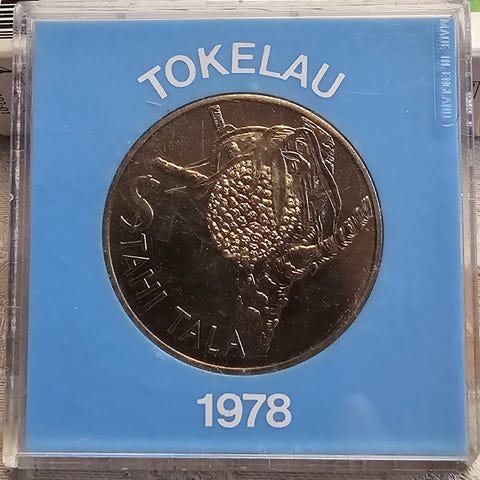 TOKELAU
MADE IN ENGLAND
$1
TAHI TALA
1978